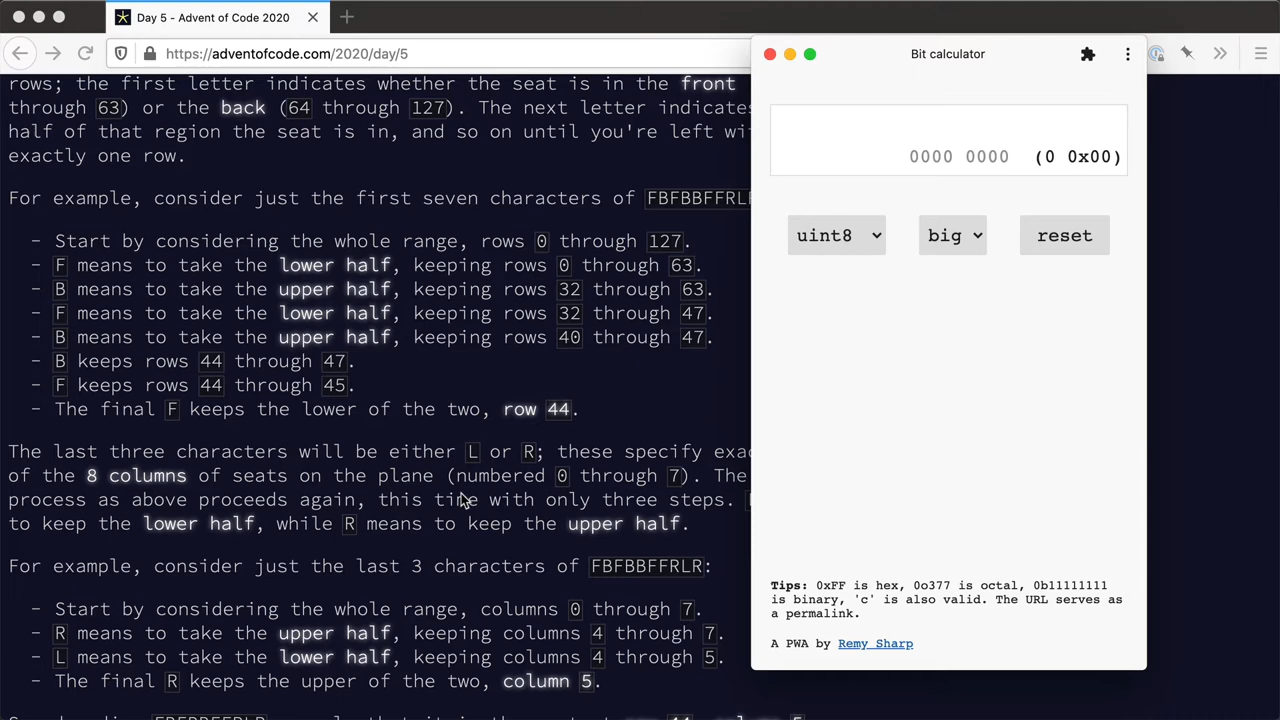 Day 5 - Advent of Code 2020
https://adventofcode.com/2020/day/5
rows; the first letter indicates whether the seat is in the front
through 63) or the back (64 through 127). The next letter indicates
half of that region the seat is in, and so on until you're left
exactly one row.
For example, consider just the first seven characters of FBFBBFFRLR
- Start by considering the whole range, rows 0 through 127.
- F means to take the lower half, keeping rows 0 through 63.
- B means to take the upper half, keeping rows 32 through 63.
- F means to take the lower half, keeping rows 32 through 47.
- B means to take the upper half, keeping rows 40 through 47.
- B keeps rows 44 through 47.
- F keeps rows 44 through 45.
- The final F keeps the lower of the two, row 44.
The last three characters will be either L or R; these specify
of the 8 columns of seats on the plane (numbered 0 through 7). The
process as above proceeds again, this time with only three steps.
to keep the lower half, while R means to keep the upper half.
For example, consider just the last 3 characters of FBFBBFFRLR:
- Start by considering the whole range, columns 0 through 7.
- R means to take the upper half, keeping columns 4 through 7.
- L means to take the lower half, keeping columns 4 through 5.
- The final R keeps the upper of the two, column 5.
Bit calculator
0000 0000 (0 0x00)
uint8 big reset
Tips: 0xFF is hex, 0o377 is octal, 0b11111111
is binary, 'c' is also valid. The URL serves as
a permalink.
A PWA by Remy Sharp